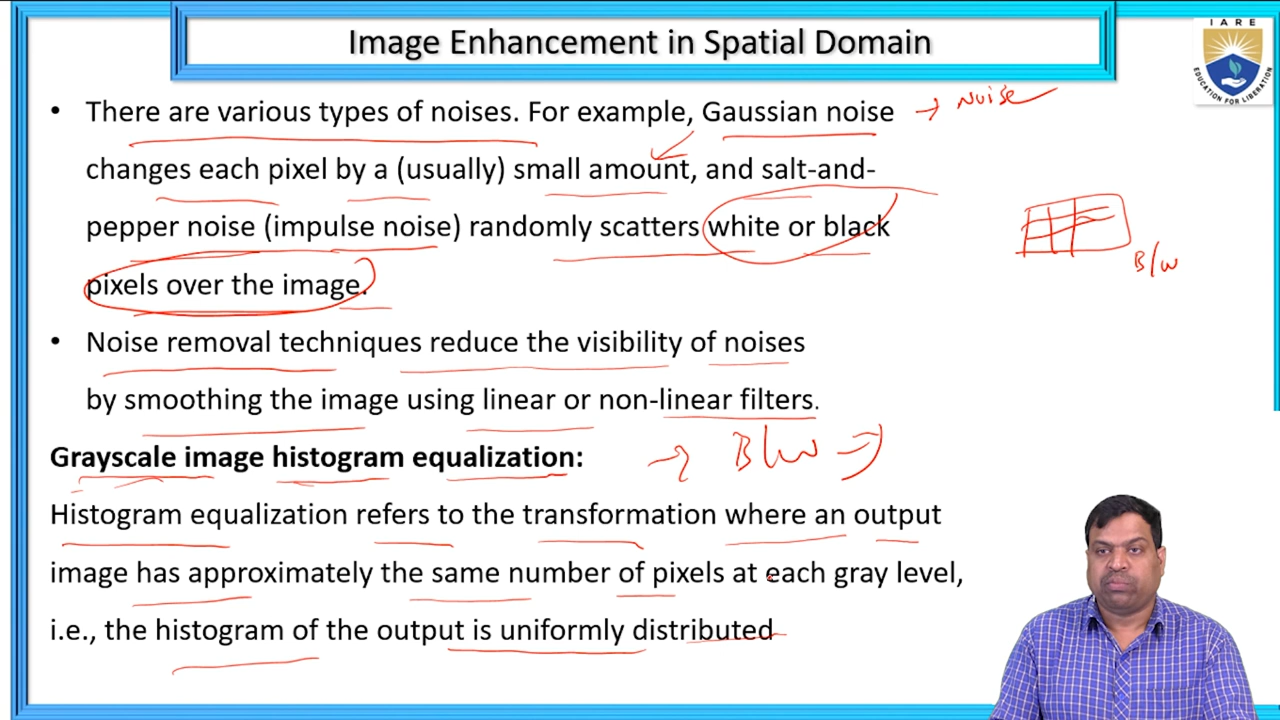 Image Enhancement in Spatial Domain
IARE
EDUCATION FOR LIBERATION
• There are various types of noises. For example, Gaussian noise → Noise
changes each pixel by a (usually) small amount, and salt-and-
pepper noise (impulse noise) randomly scatters white or black
B/W
pixels over the image.
• Noise removal techniques reduce the visibility of noises
by smoothing the image using linear or non-linear filters.
Grayscale image histogram equalization: → B/W ⇒
Histogram equalization refers to the transformation where an output
image has approximately the same number of pixels at each gray level,
i.e., the histogram of the output is uniformly distributed